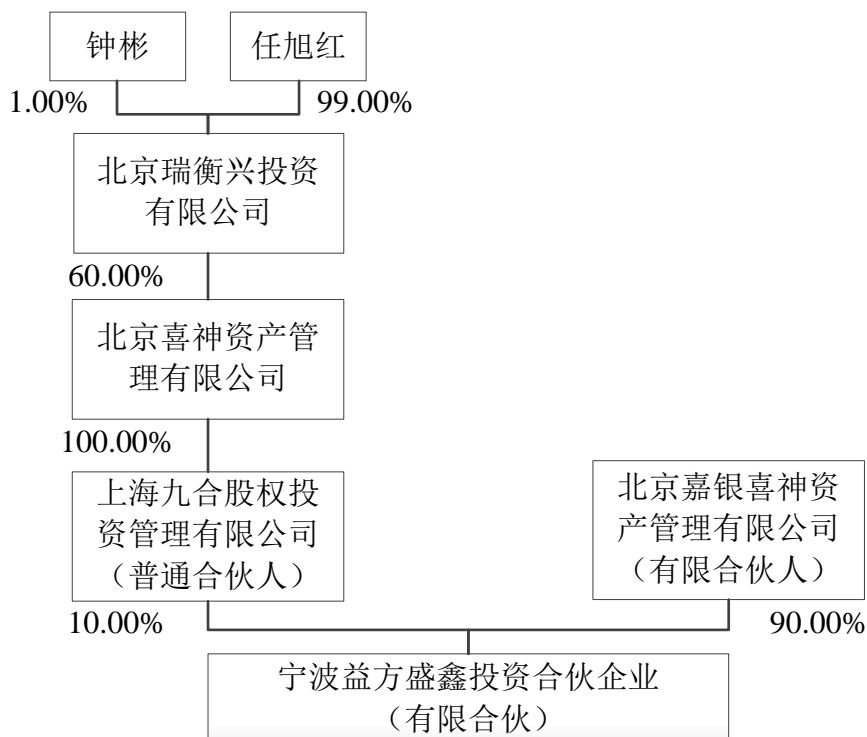 钟彬
任旭红
1.00%
99.00%
北京瑞衡兴投资
有限公司
60.00%
北京喜神资产管
理有限公司
100.00%
上海九合股权投
资管理有限公司
（普通合伙人）
北京嘉银喜神资
产管理有限公司
（有限合伙人）
10.00%
90.00%
宁波益方盛鑫投资合伙企业
（有限合伙）